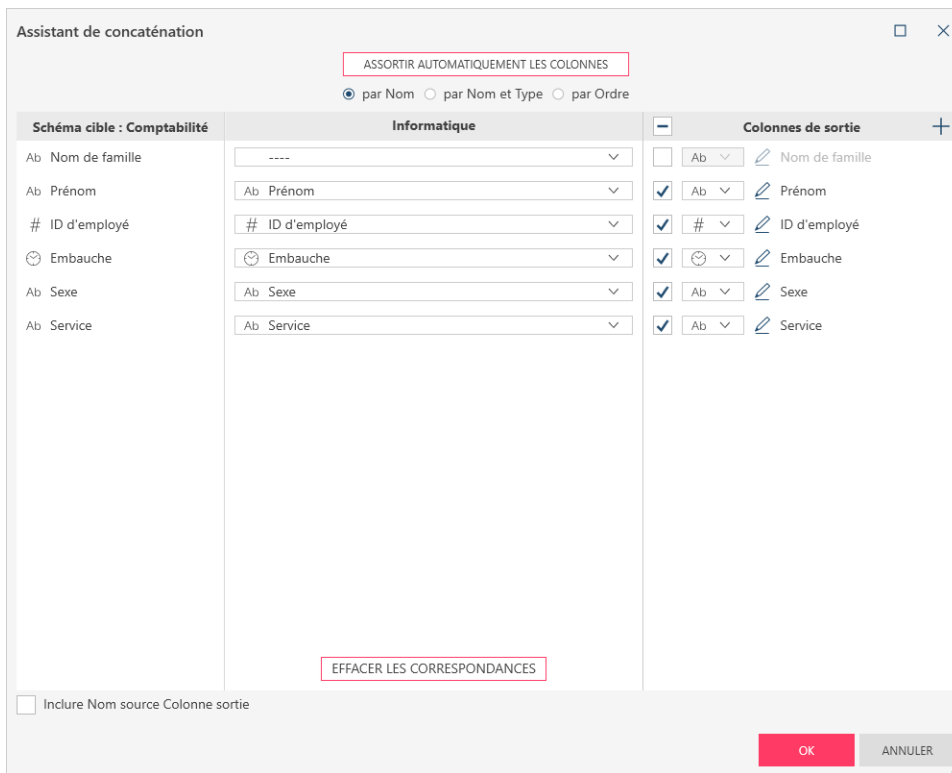 Assistant de concaténation
ASSORTIR AUTOMATIQUEMENT LES COLONNES
par Nom par Nom et Type par Ordre
Schéma cible : Comptabilité Informatique Colonnes de sortie
Ab Nom de famille ---- Ab Nom de famille
Ab Prénom Ab Prénom Ab Prénom
# ID d'employé # ID d'employé # ID d'employé
Embauche Embauche Embauche
Ab Sexe Ab Sexe Ab Sexe
Ab Service Ab Service Ab Service
EFFACER LES CORRESPONDANCES
Inclure Nom source Colonne sortie
OK ANNULER